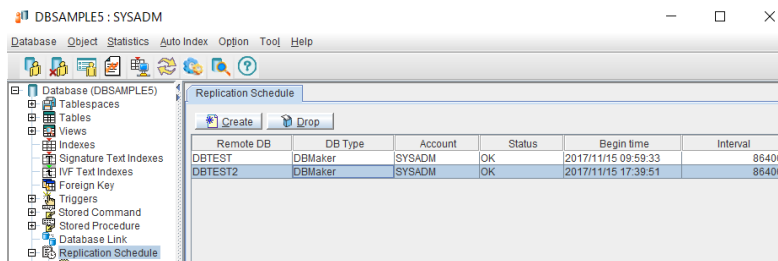 DBSAMPLE5 : SYSADM
Database Object Statistics Auto Index Option Tool Help
Database (DBSAMPLE5)
Tablespaces
Tables
Views
Indexes
Signature Text Indexes
IVF Text Indexes
Foreign Key
Triggers
Stored Command
Stored Procedure
Database Link
Replication Schedule
Replication Schedule
Create Drop
Remote DB DB Type Account Status Begin time Interval
DBTEST DBMaker SYSADM OK 2017/11/15 09:59:33
DBTEST2 DBMaker SYSADM OK 2017/11/15 17:39:51